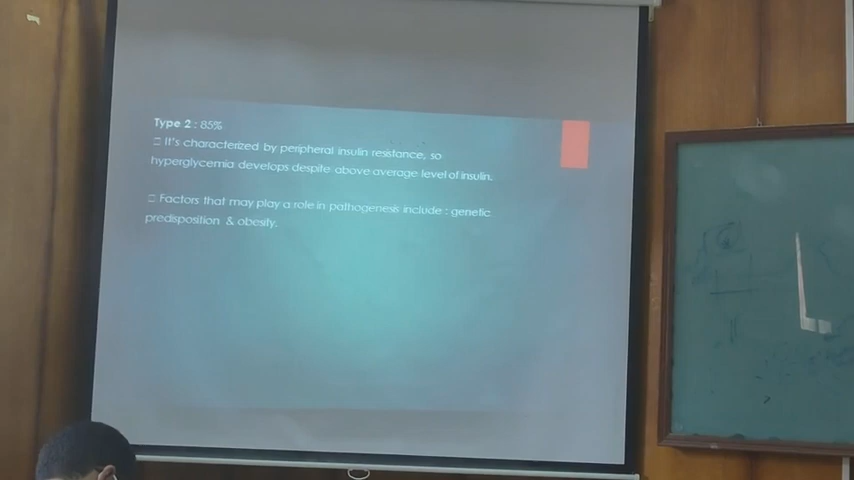 Type 2 : 85%
□ It's characterized by peripheral insulin resistance, so
hyperglycemia develops despite above average level of insulin.
□ Factors that may play a role in pathogenesis include : genetic
predisposition & obesity.